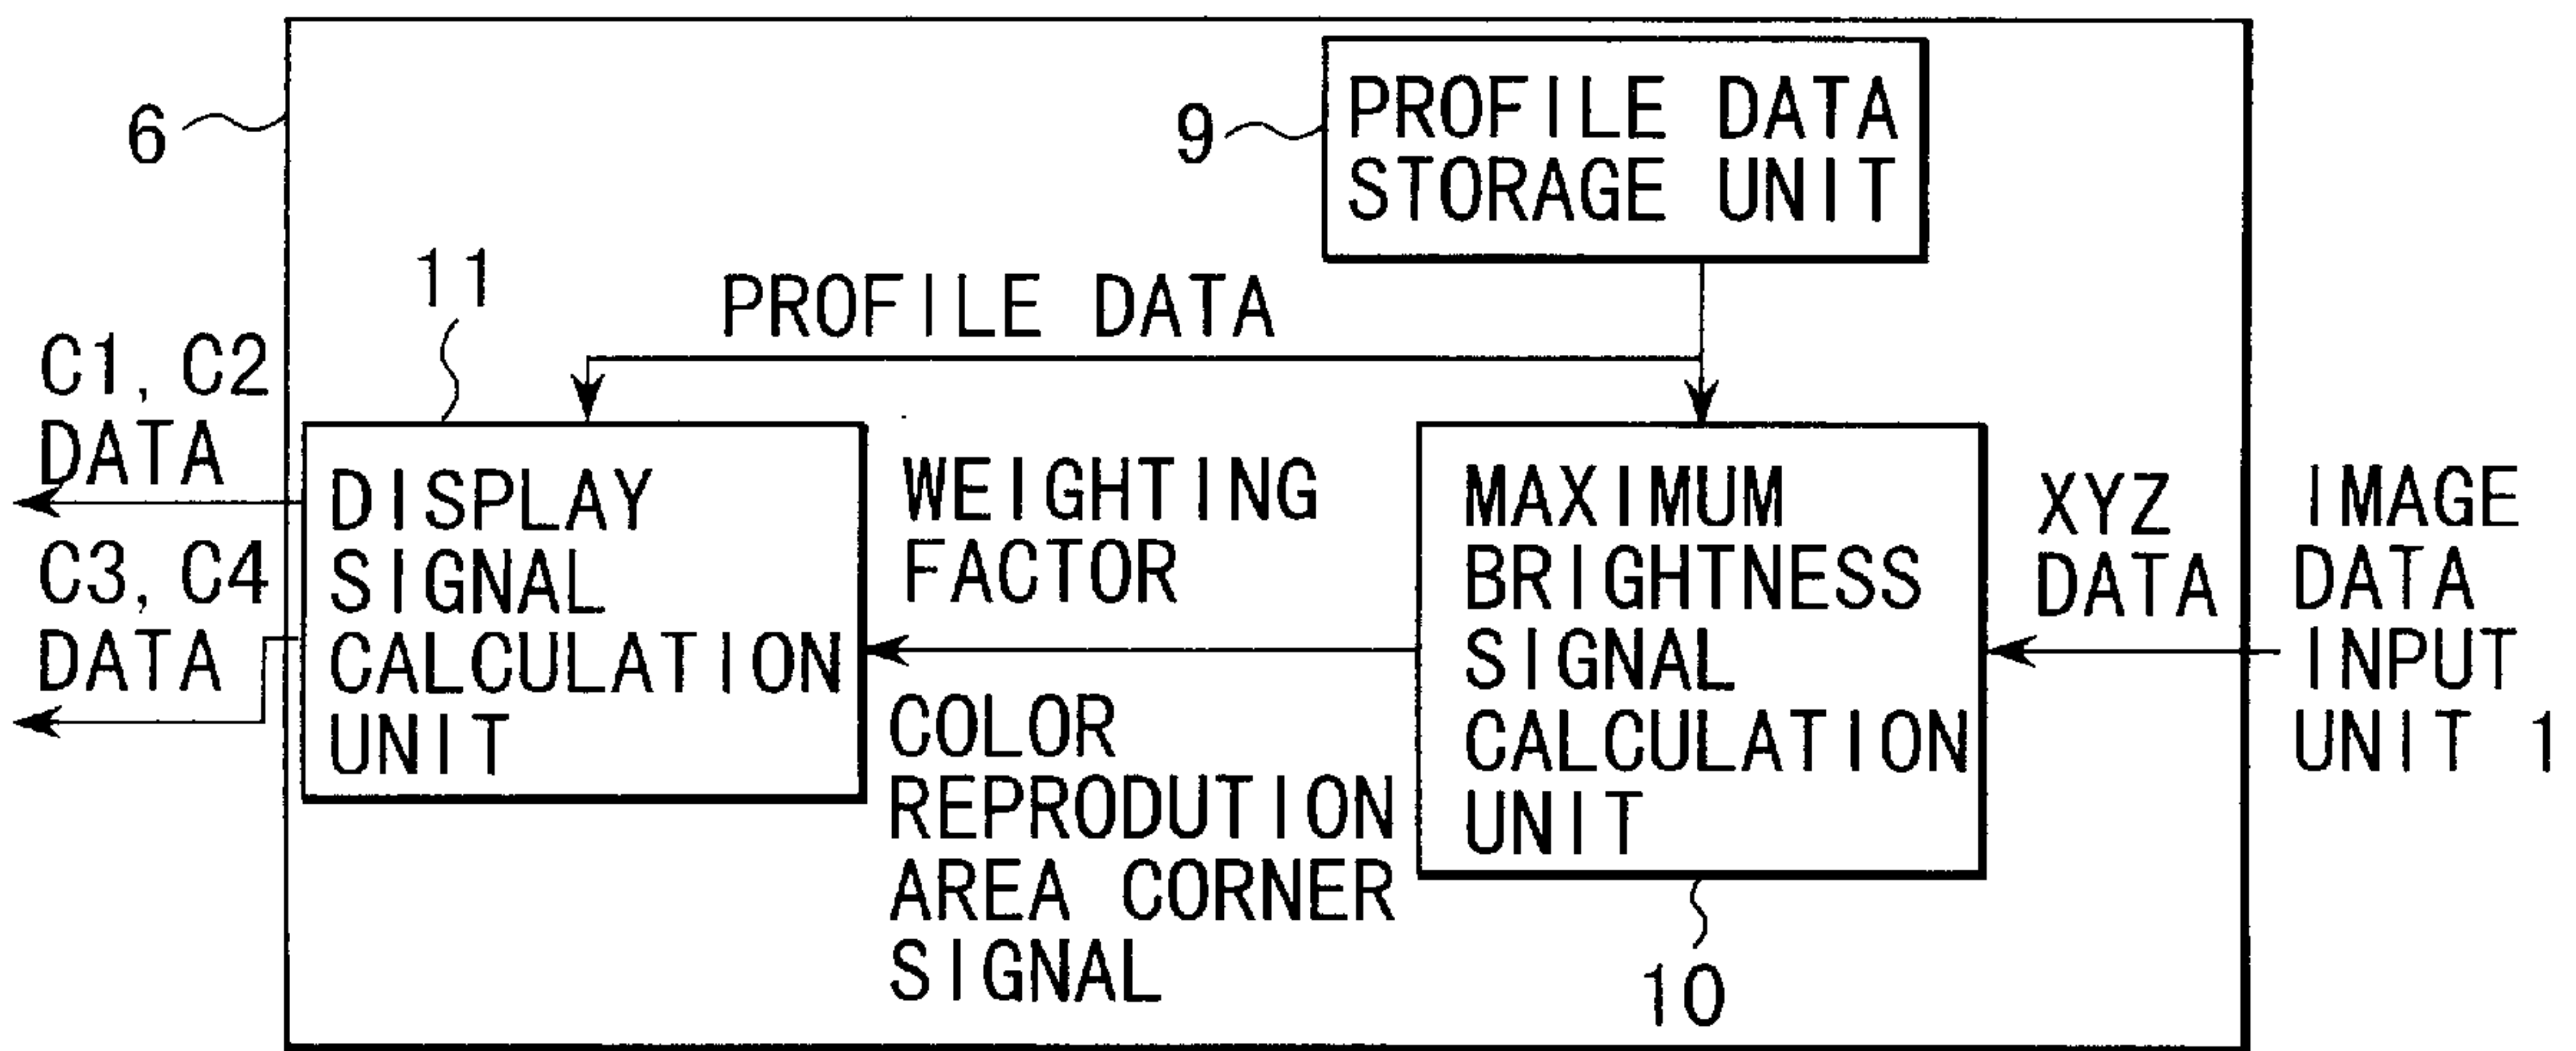 6
9
PROFILE DATA
STORAGE UNIT
11
PROFILE DATA
C1, C2
DATA
C3, C4
DATA
DISPLAY
SIGNAL
CALCULATION
UNIT
WEIGHTING
FACTOR
COLOR
REPRODUTION
AREA CORNER
SIGNAL
MAXIMUM
BRIGHTNESS
SIGNAL
CALCULATION
UNIT
10
XYZ
DATA
IMAGE
DATA
INPUT
UNIT 1